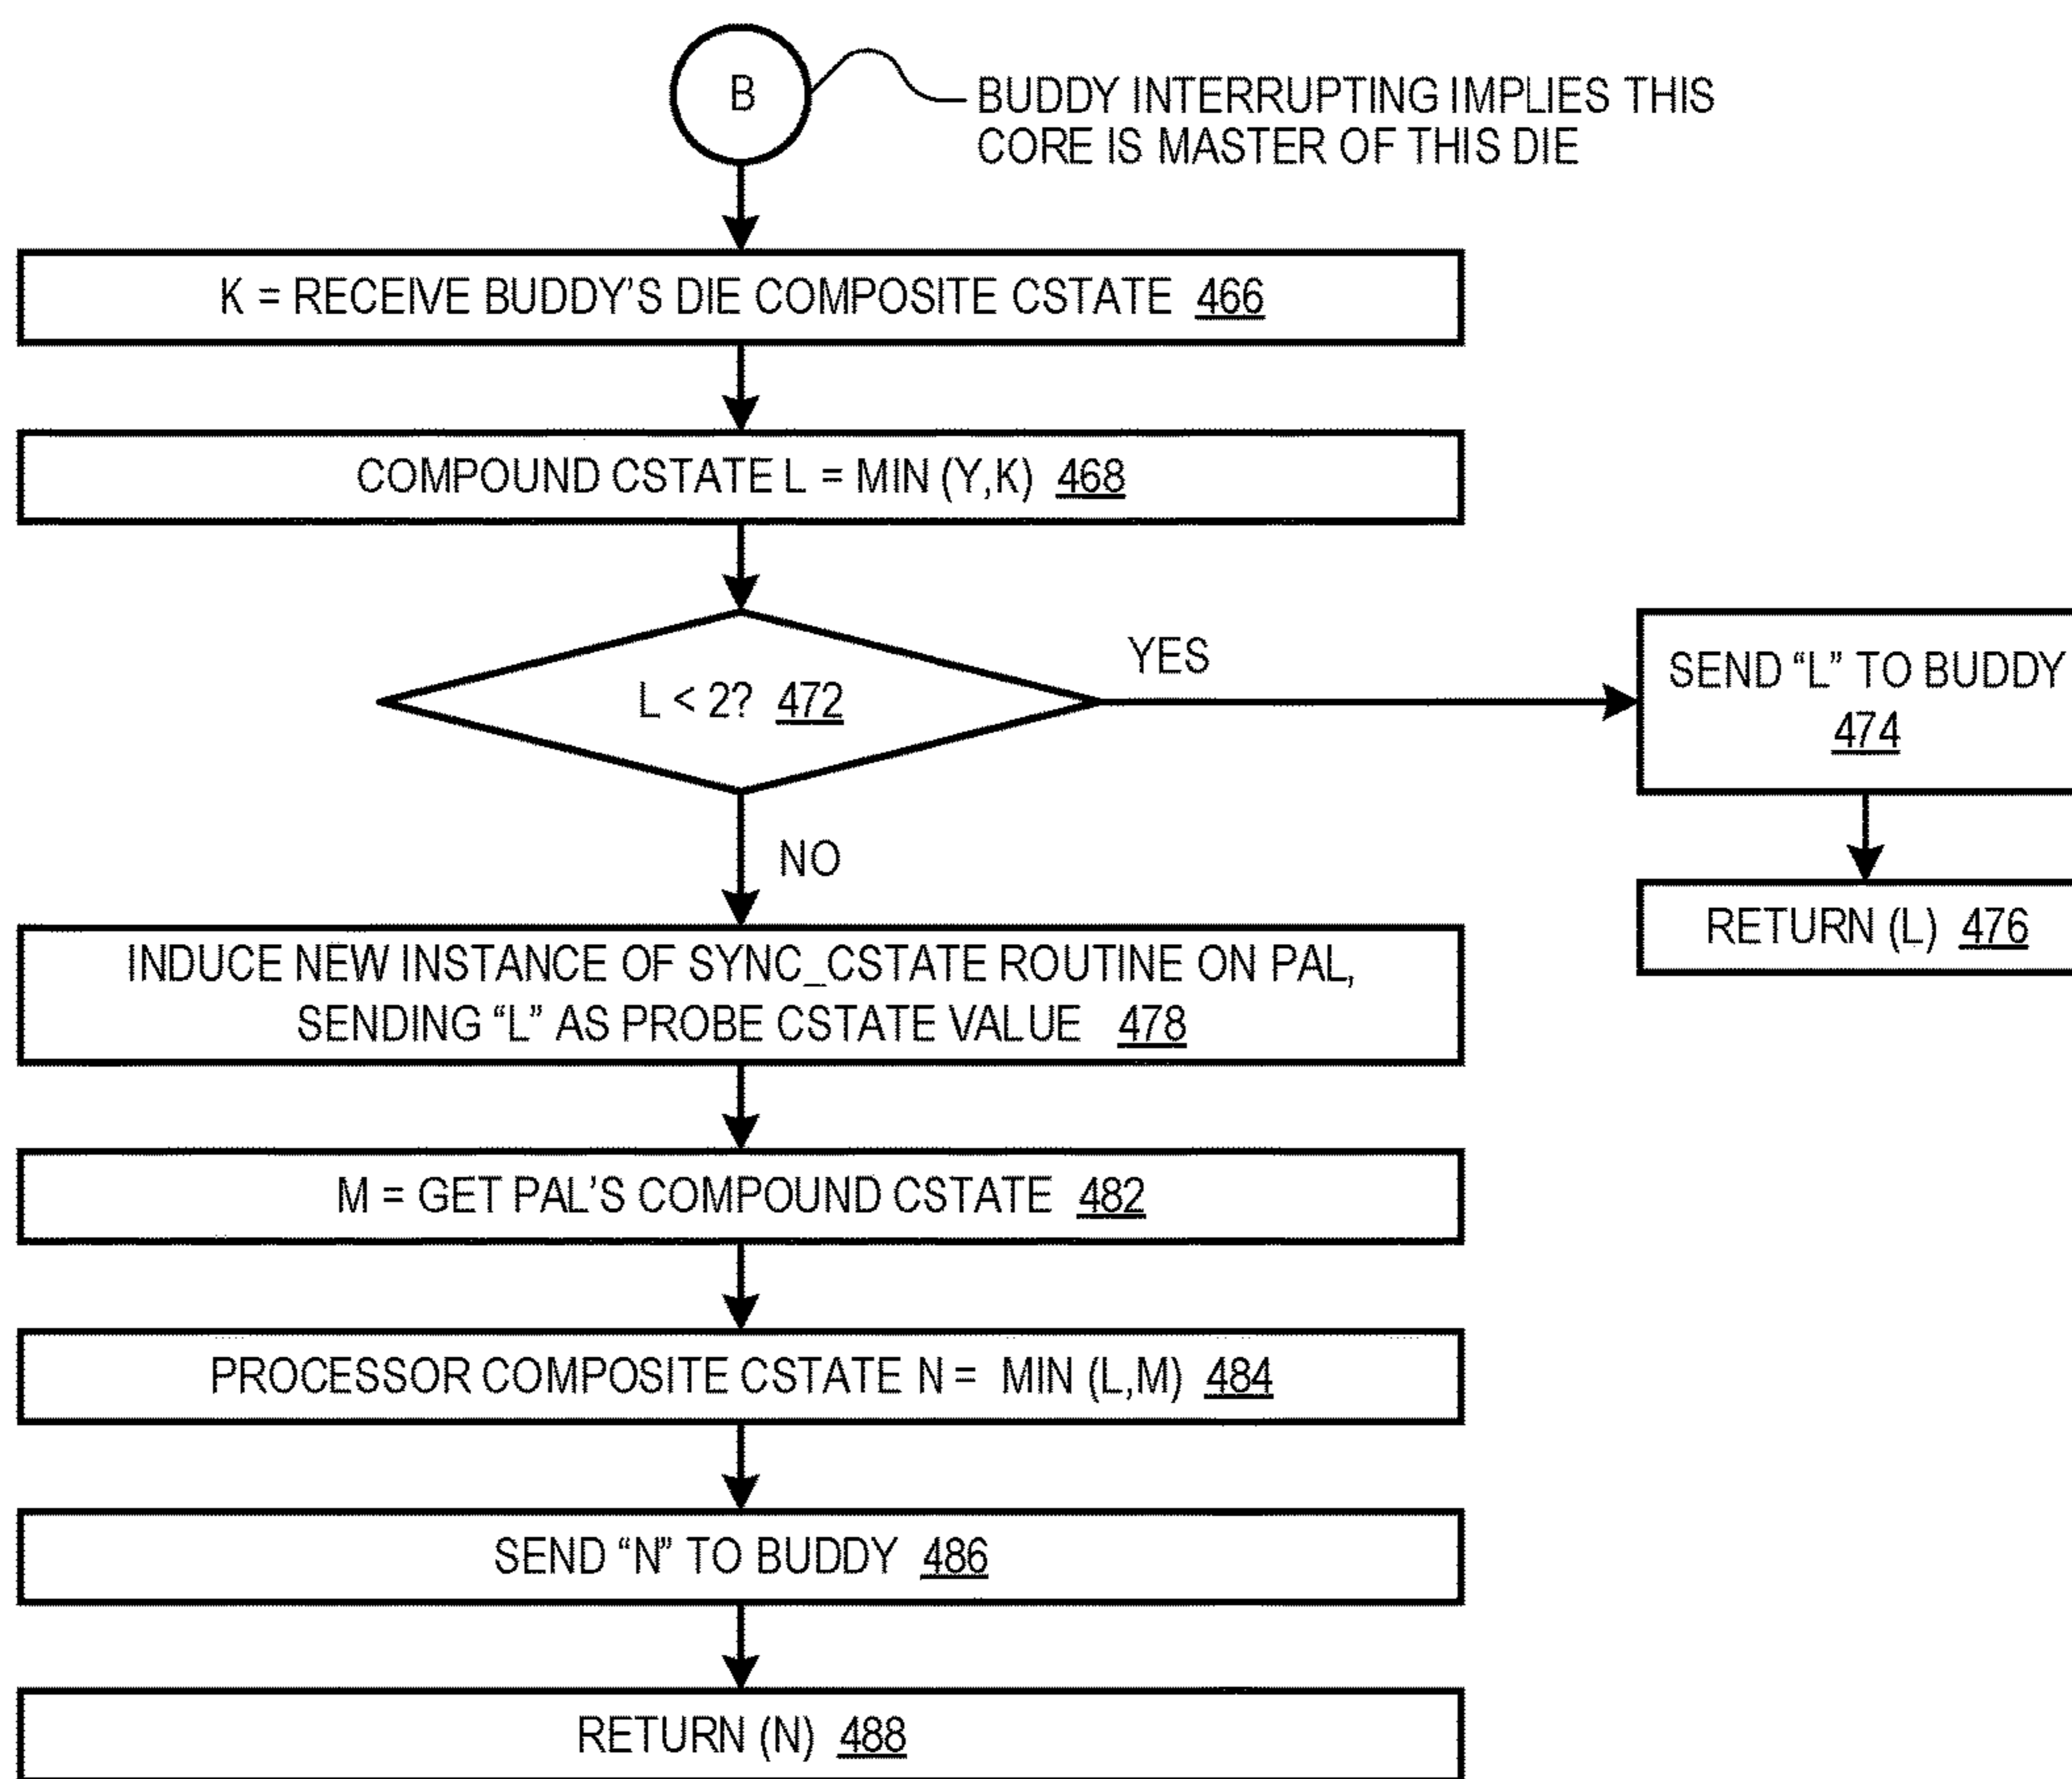 B
BUDDY INTERRUPTING IMPLIES THIS
CORE IS MASTER OF THIS DIE
K = RECEIVE BUDDY'S DIE COMPOSITE CSTATE 466
COMPOUND CSTATE L = MIN (Y,K) 468
L < 2? 472
YES
SEND “L” TO BUDDY
474
RETURN (L) 476
NO
INDUCE NEW INSTANCE OF SYNC_CSTATE ROUTINE ON PAL,
SENDING “L” AS PROBE CSTATE VALUE 478
M = GET PAL'S COMPOUND CSTATE 482
PROCESSOR COMPOSITE CSTATE N = MIN (L,M) 484
SEND “N” TO BUDDY 486
RETURN (N) 488